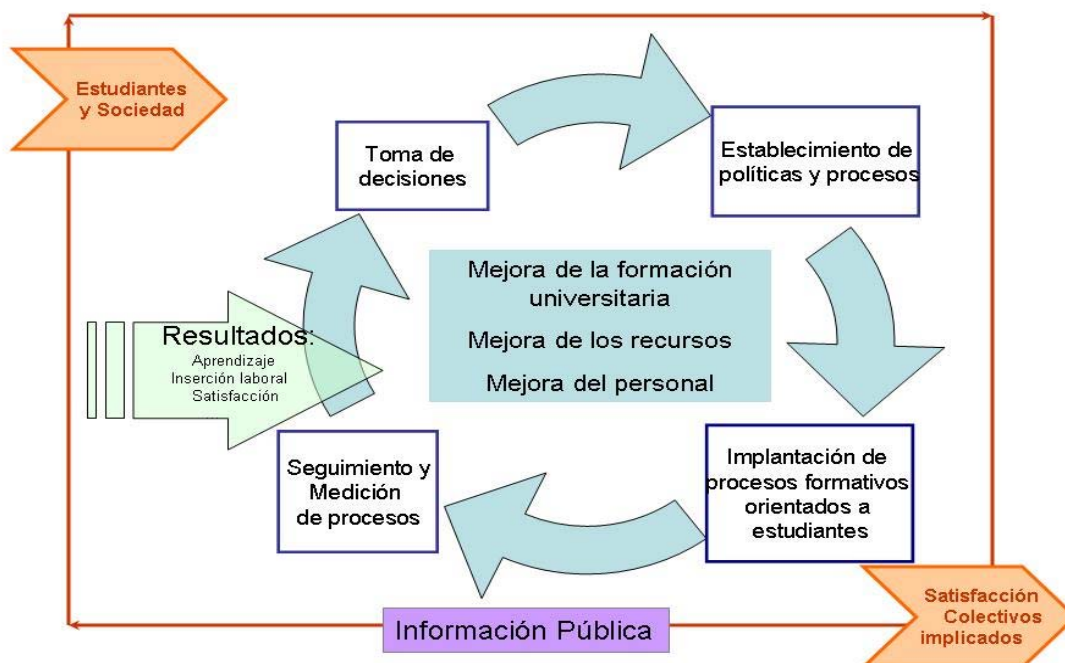 Estudiantes
y Sociedad
Toma de
decisiones
Establecimiento de
políticas y procesos
Mejora de la formación
universitaria
Mejora de los recursos
Mejora del personal
Resultados:
Aprendizaje
Inserción laboral
Satisfacción
...
Seguimiento y
Medición
de procesos
Implantación de
procesos formativos
orientados a
estudiantes
Información Pública
Satisfacción
Colectivos
implicados